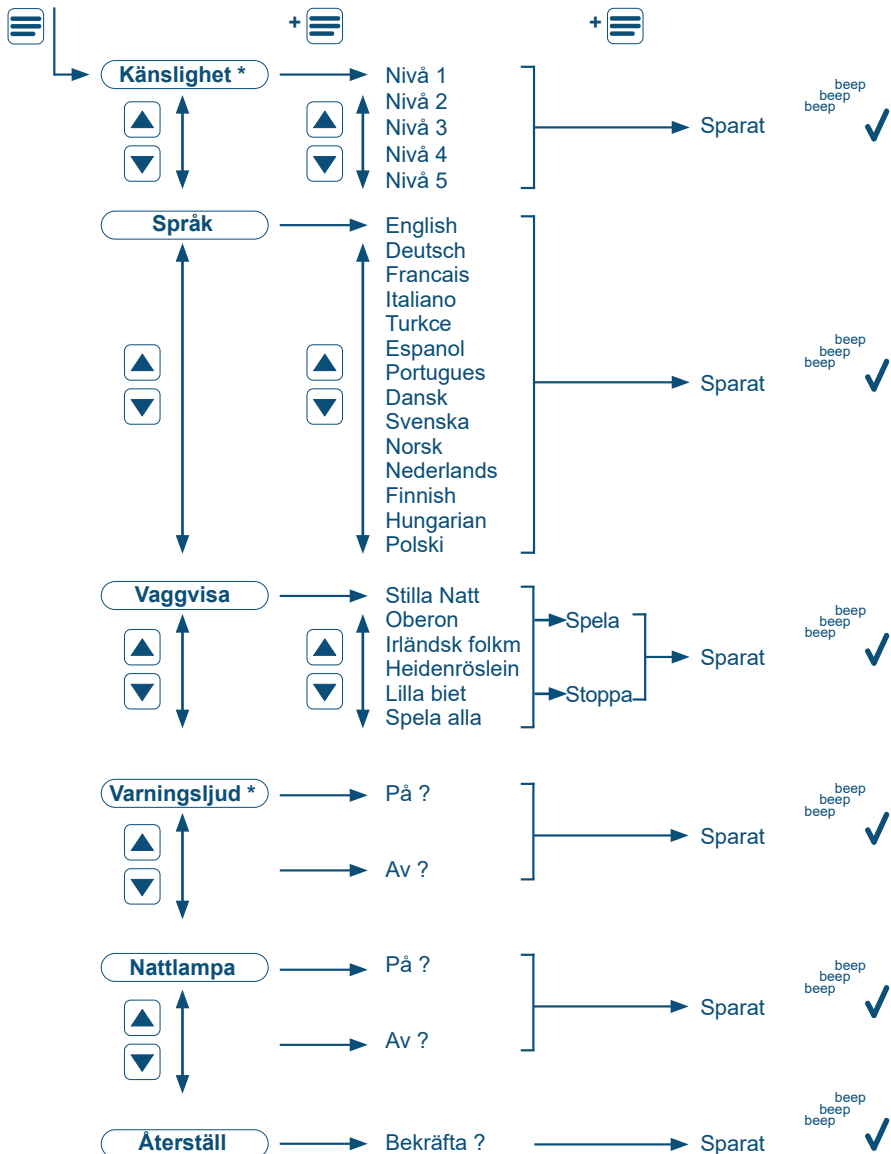 +
+
Känslighet *
Nivå 1
Nivå 2
Nivå 3
Nivå 4
Nivå 5
Sparat
beep
beep
beep
Språk
English
Deutsch
Francais
Italiano
Turkce
Espanol
Portugues
Dansk
Svenska
Norsk
Nederlands
Finnish
Hungarian
Polski
Sparat
beep
beep
beep
Vaggvisa
Stilla Natt
Oberon
Irländsk folkm
Heidenröslein
Lilla biet
Spela alla
Spela
Stoppa
Sparat
beep
beep
beep
Varningsljud *
På ?
Av ?
Sparat
beep
beep
beep
Nattlampa
På ?
Av ?
Sparat
beep
beep
beep
Återställ
Bekräfta ?
Sparat
beep
beep
beep